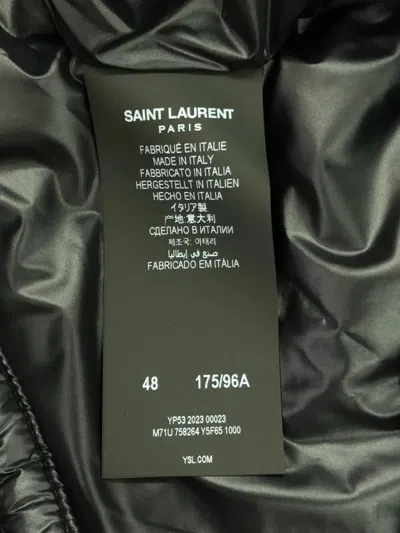 SAINT LAURENT
PARIS
FABRIQUÉ EN ITALIE
MADE IN ITALY
FABBRICATO IN ITALIA
HERGESTELLT IN ITALIEN
HECHO EN ITALIA
イタリア製
产地:意大利
СДЕЛАНО В ИТАЛИИ
제조국: 이태리
صنع في إيطاليا
FABRICADO EM ITÀLIA
48 175/96A
YP53 2023 00023
M71U 758264 Y5F65 1000
YSL.COM